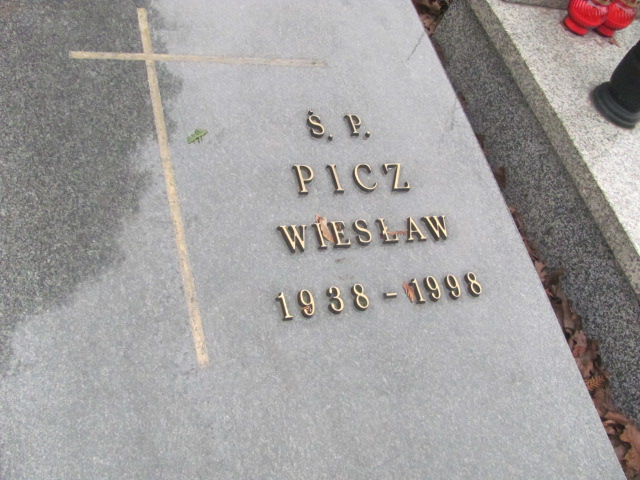 Ś. P.
PICZ
WIESŁAW
1938-1998